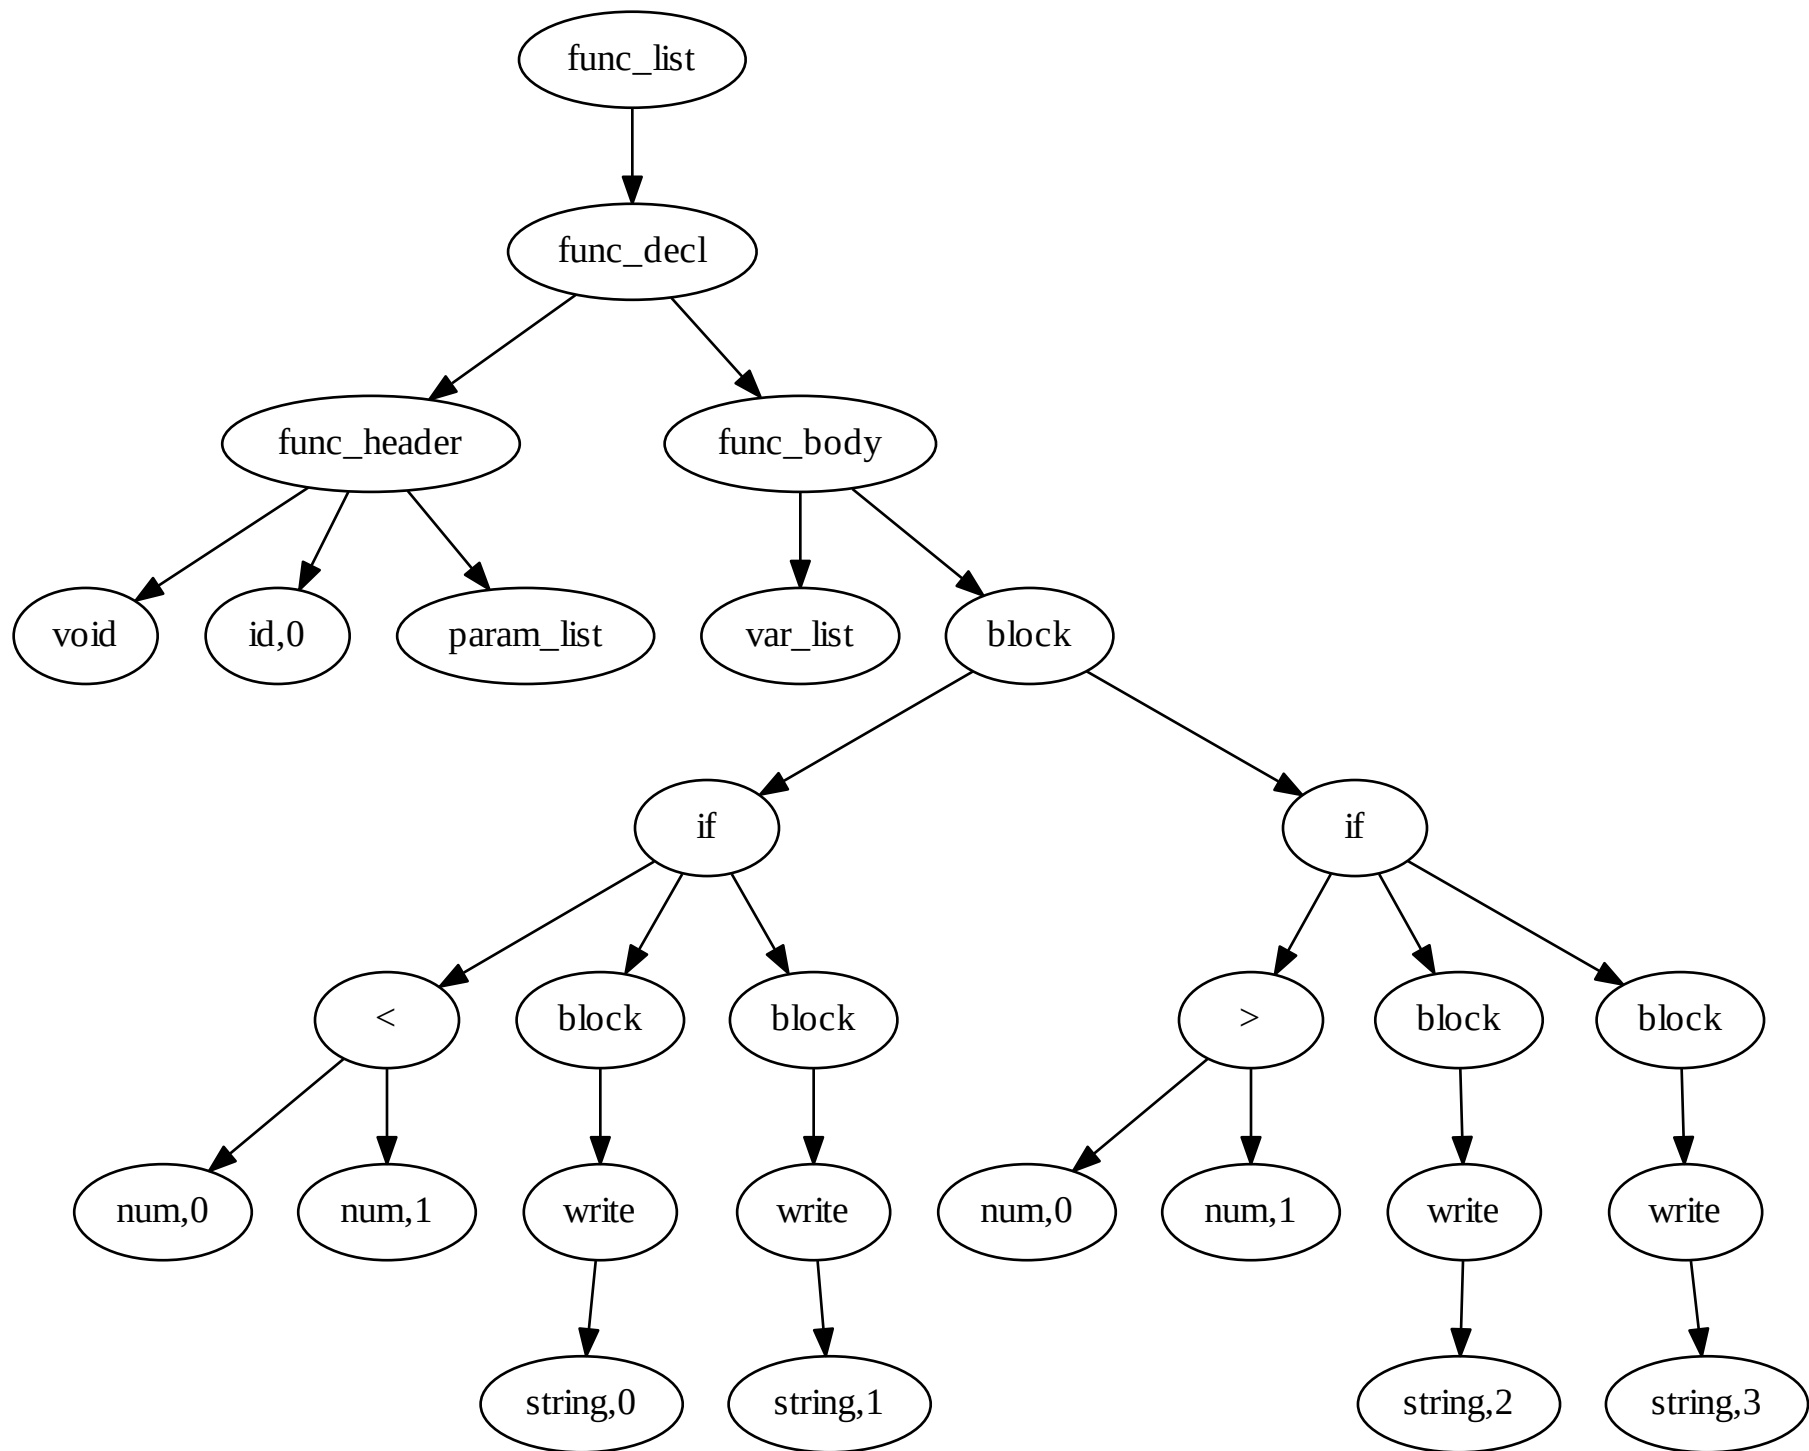 func_list
func_decl
func_header
func_body
void
id,0
param_list
var_list
block
if
if
<
block
block
>
block
block
num,0
num,1
write
write
num,0
num,1
write
write
string,0
string,1
string,2
string,3